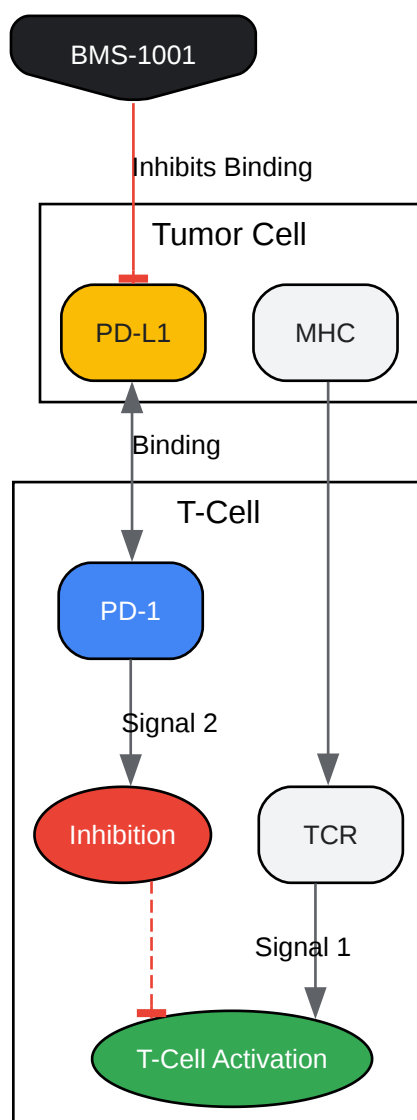 BMS-1001
Inhibits Binding
Tumor Cell
PD-L1
MHC
Binding
T-Cell
PD-1
Signal 2
Inhibition
TCR
Signal 1
T-Cell Activation